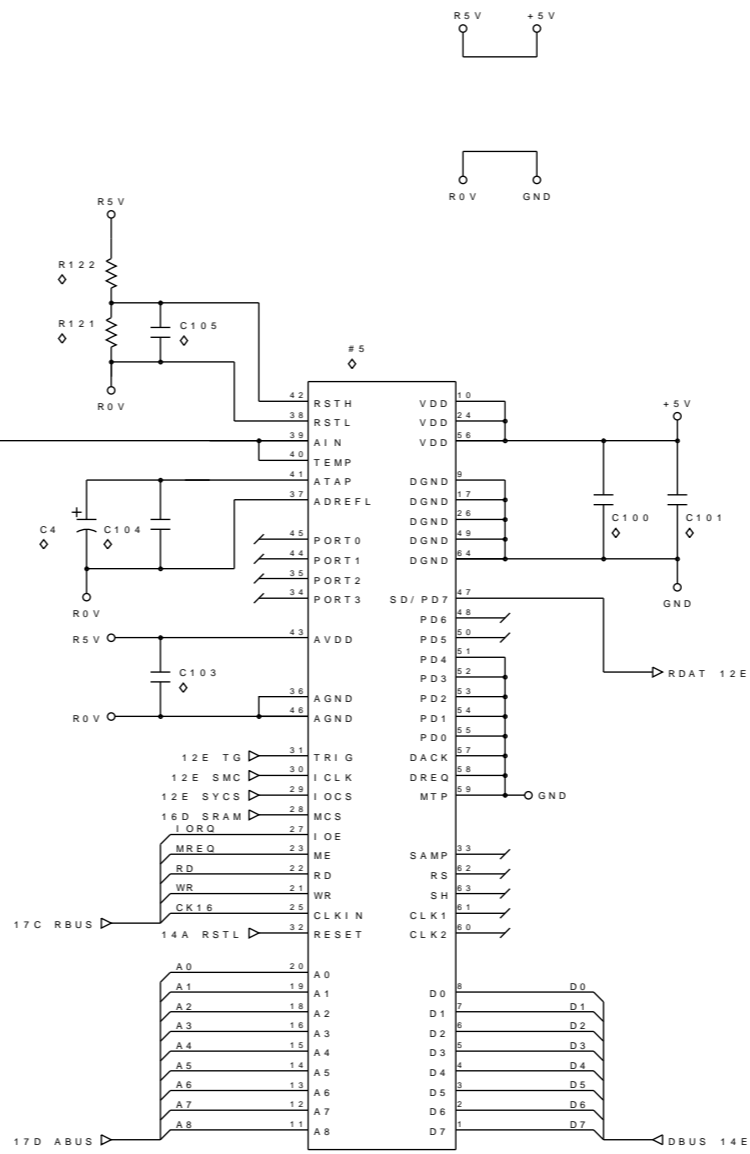 R5V +5V
R0V GND
R5V
R122
R121
C105
R0V
#5
42 RSTH VDD 10
38 RSTL VDD 24
39 AIN VDD 56
+5V
40 TEMP
41 ATAP DGND 9
37 ADREFL DGND 17
DGND 26
45 PORT0 DGND 49
44 PORT1 DGND 64
C4 + C104 C100 C101
35 PORT2
34 PORT3 SD/PD7 47
GND
R0V
PD6 48
R5V 43 AVDD PD5 50
PD4 51
C103 PD3 52
RDAT 12E
36 AGND PD2 53
R0V 46 AGND PD1 54
PD0 55
12E TG 31 TRIG DACK 57
12E SMC 30 ICLK DREQ 58
12E SYCS 29 IOCS MTP 59 GND
16D SRAM 28 MCS
IORQ 27 IOE
MREQ 23 ME SAMP 33
RD 22 RD RS 62
WR 21 WR SH 63
CK16 25 CLKIN CLK1 61
17C RBUS
14A RSTL 32 RESET CLK2 60
A0 20 A0
A1 19 A1 D0 8 D0
A2 18 A2 D1 7 D1
A3 16 A3 D2 6 D2
A4 15 A4 D3 5 D3
A5 14 A5 D4 4 D4
A6 13 A6 D5 3 D5
A7 12 A7 D6 2 D6
A8 11 A8 D7 1 D7
17D ABUS DBUS 14E